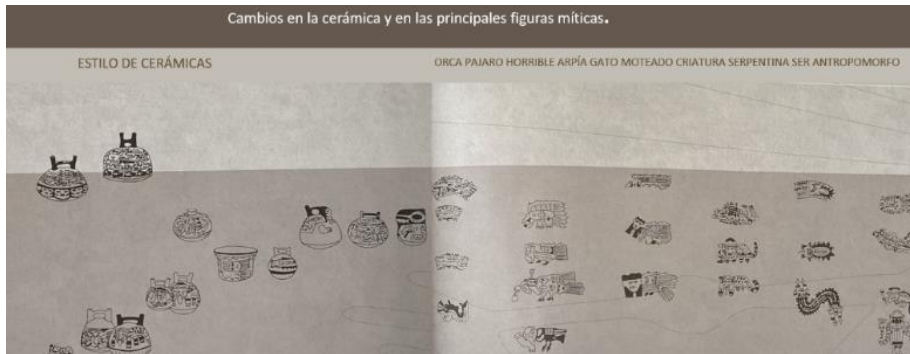 Cambios en la cerámica y en las principales figuras míticas.
ESTILO DE CERÁMICAS
ORCA PAJARO HORRIBLE ARPÍA GATO MOTEADO CRIATURA SERPENTINA SER ANTROPOMORFO